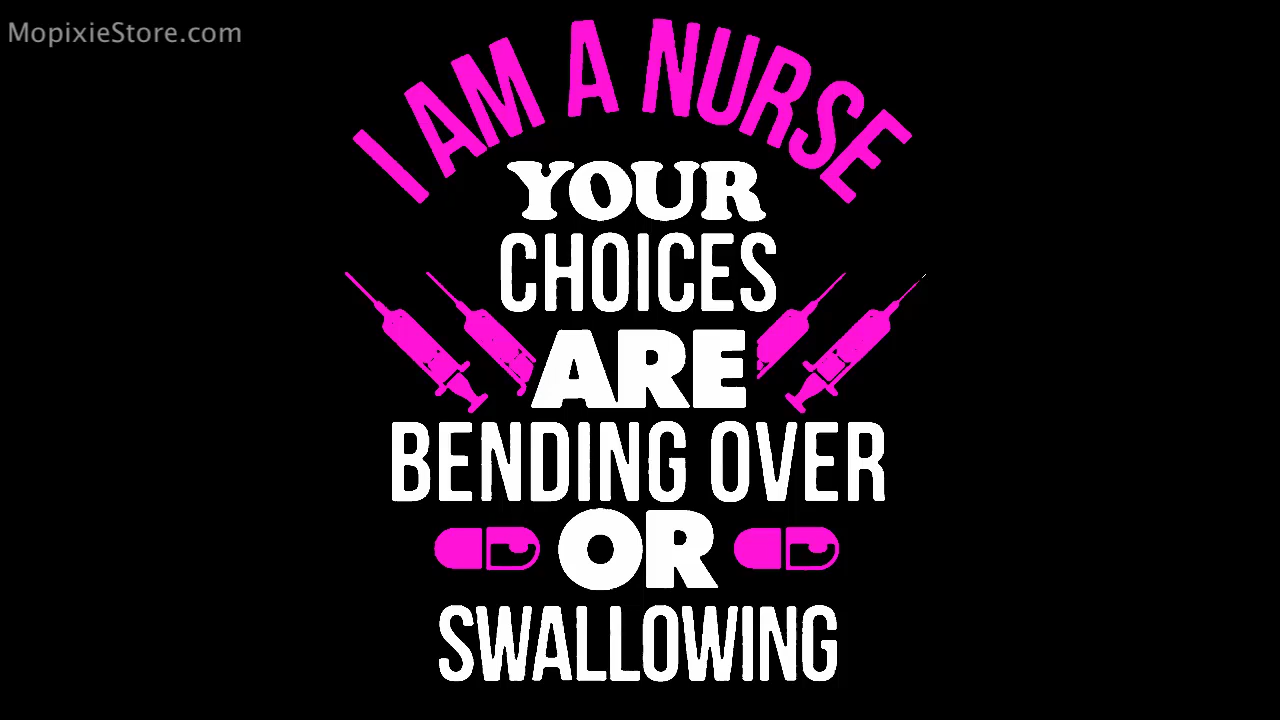 MopixieStore.com
I AM A NURSE
YOUR
CHOICES
ARE
BENDING OVER
OR
SWALLOWING